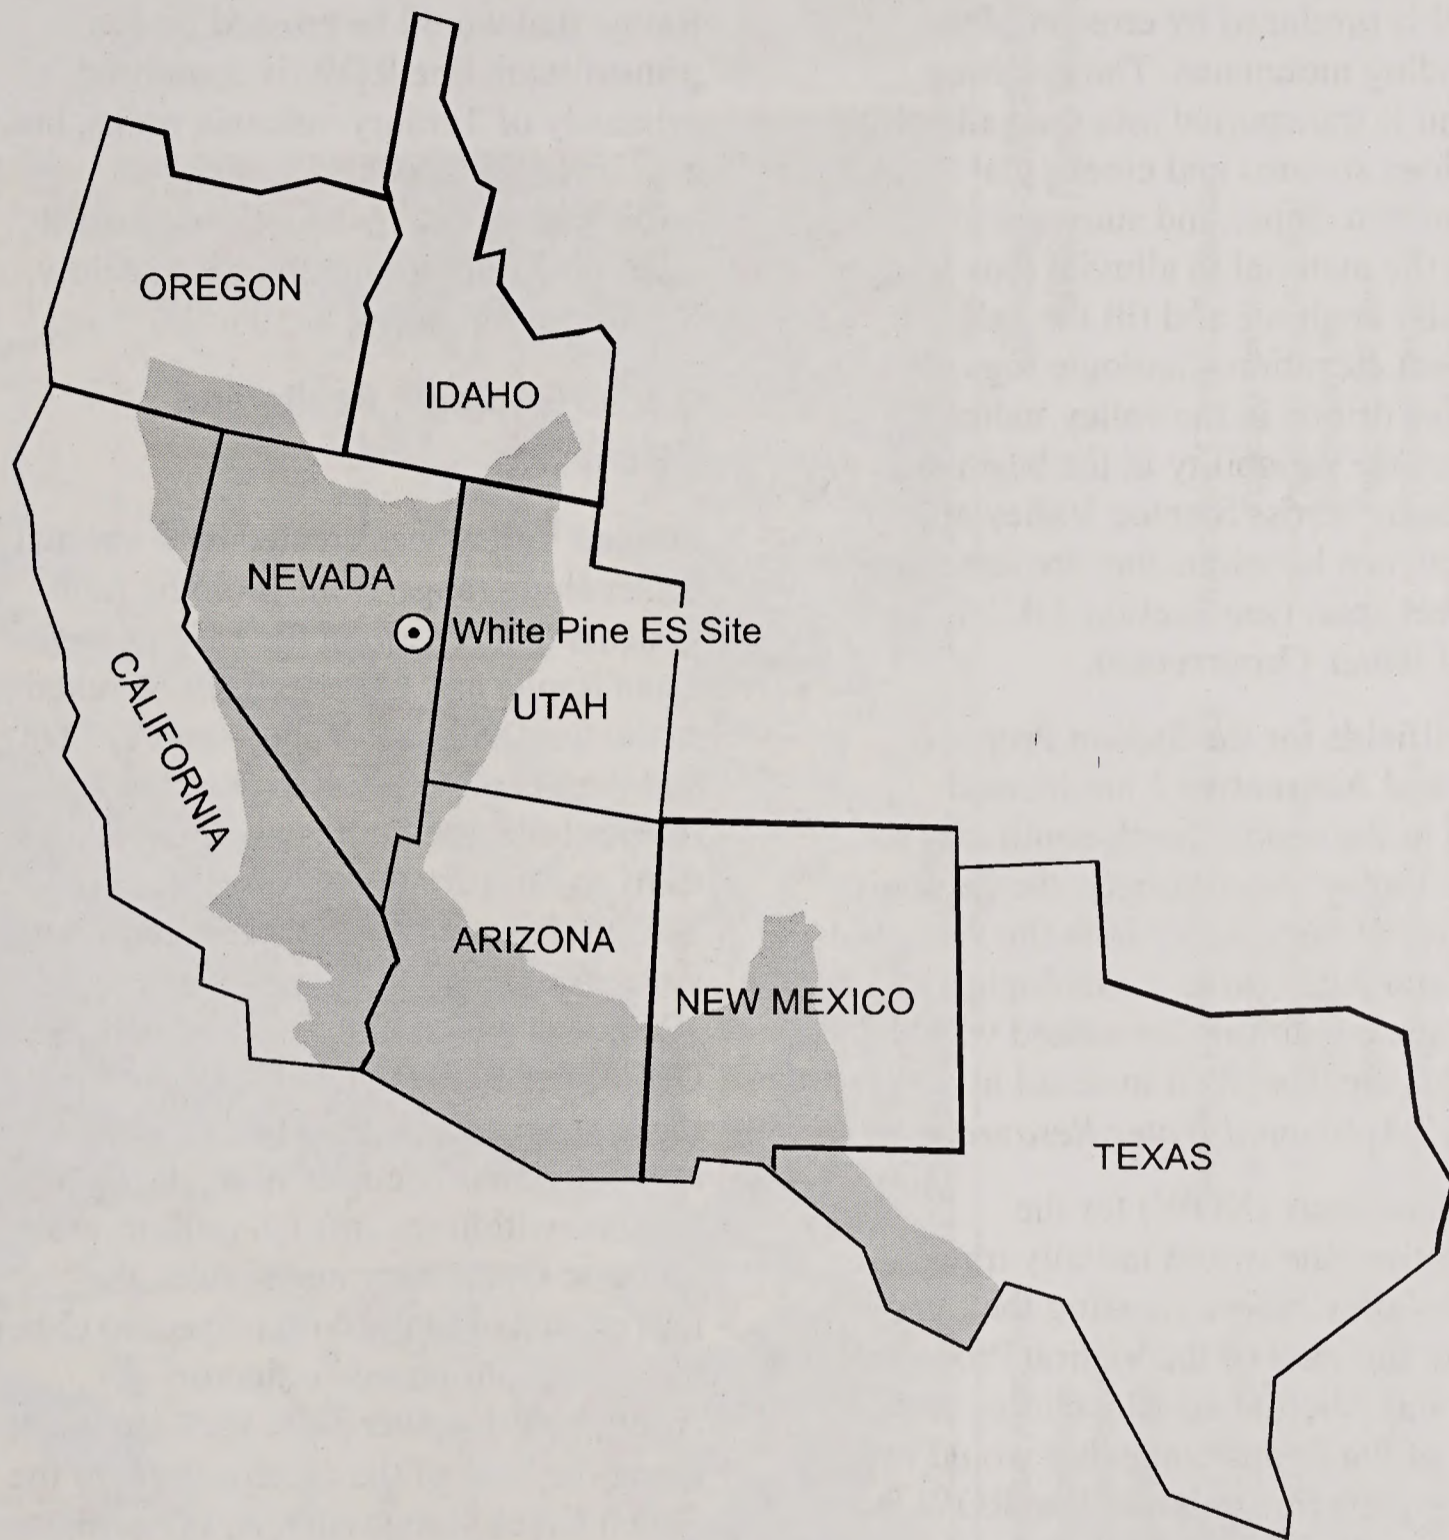 OREGON
IDAHO
NEVADA
White Pine ES Site
UTAH
CALIFORNIA
ARIZONA
NEW MEXICO
TEXAS